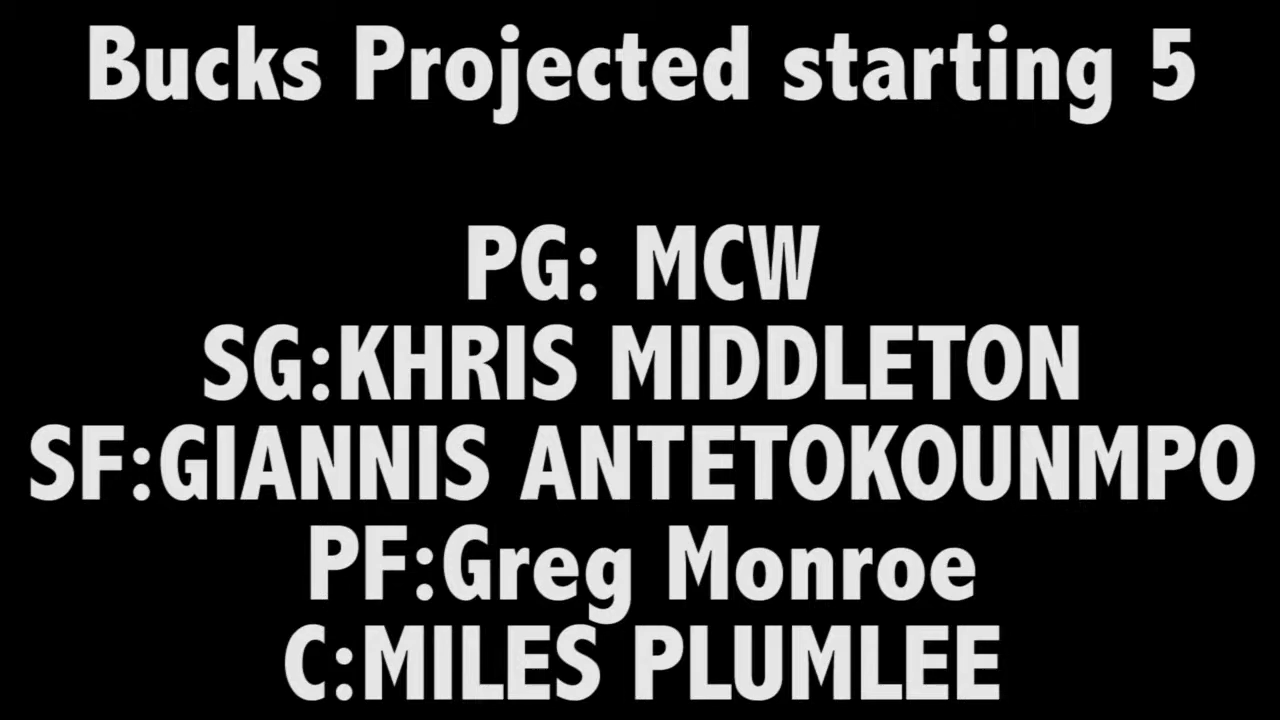 Bucks Projected starting 5
PG: MCW
SG:KHRIS MIDDLETON
SF:GIANNIS ANTETOKOUNMPO
PF:Greg Monroe
C:MILES PLUMLEE